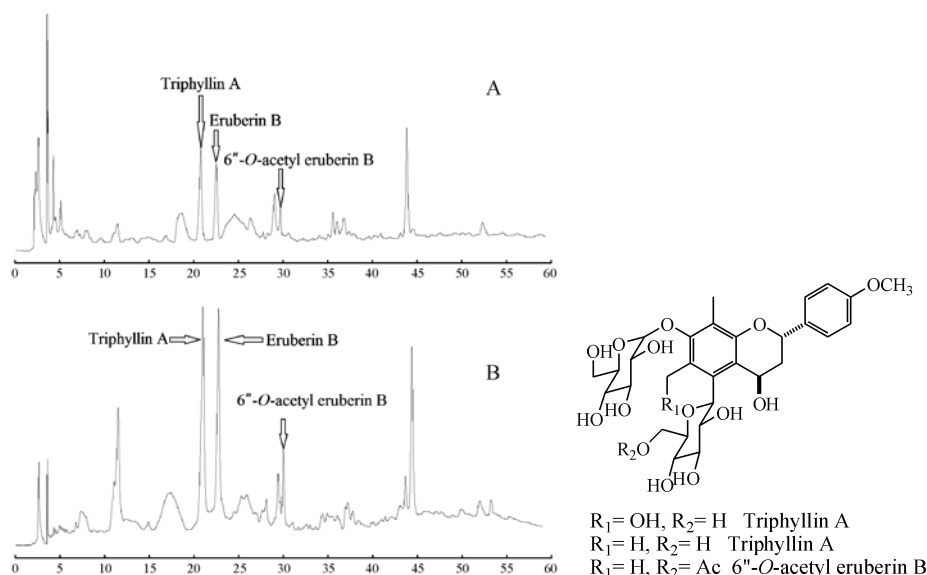 Triphyllin A
A
Eruberin B
6″-O-acetyl eruberin B
0 5 10 15 20 25 30 35 40 45 50 55 60
Triphyllin A
Eruberin B
B
6″-O-acetyl eruberin B
0 5 10 15 20 25 30 35 40 45 50 55 60
OCH3
O
O
OH
O
OH
R1
OH
HO
HO
O
OH
R2O
HO
HO
R1= OH, R2= H Triphyllin A
R1= H, R2= H Triphyllin A
R1= H, R2= Ac 6"-O-acetyl eruberin B